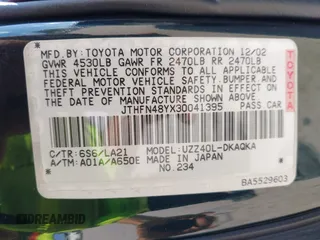 MFD. BY: TOYOTA MOTOR CORPORATION 12/02
GVWR 4530LB GAWR FR 2470LB RR 2470LB
THIS VEHICLE CONFORMS TO ALL APPLICABLE
FEDERAL MOTOR VEHICLE SAFETY, BUMPER, AND
THEFT PREVENTION STANDARDS IN EFFECT ON
THE DATE OF MANUFACTURE SHOWN ABOVE.
JTHFN48YX30041395
PASS. CAR
TOYOTA
C/TR: 6S6/LA21 MODEL: UZZ40L-DKAQKA
A/TM: A01A/A650E MADE IN JAPAN
NO.234
BA5529603
DREAMBID